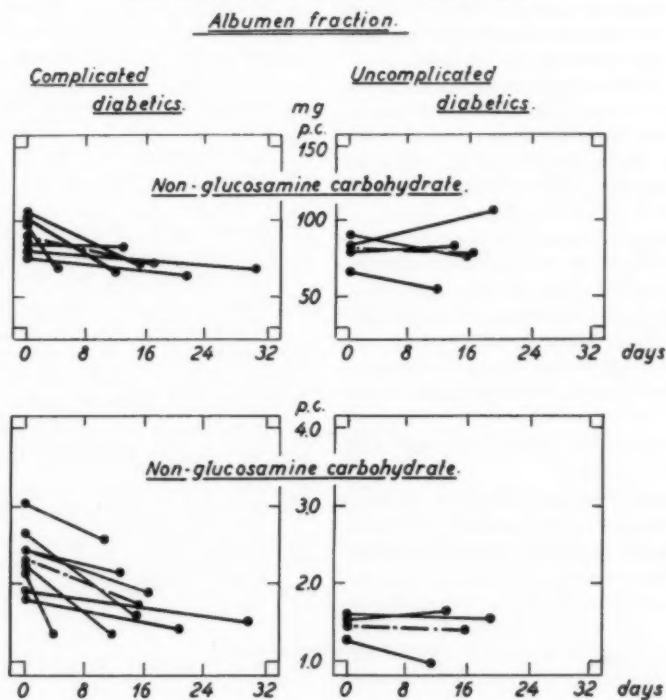 Albumen fraction.
Complicated diabetics.
Uncomplicated diabetics.
mg p.c.
150
Non-glucosamine carbohydrate.
100
50
0 8 16 24 32 0 8 16 24 32 days
p.c.
4.0
Non-glucosamine carbohydrate.
3.0
2.0
1.0
0 8 16 24 32 0 8 16 24 32 days